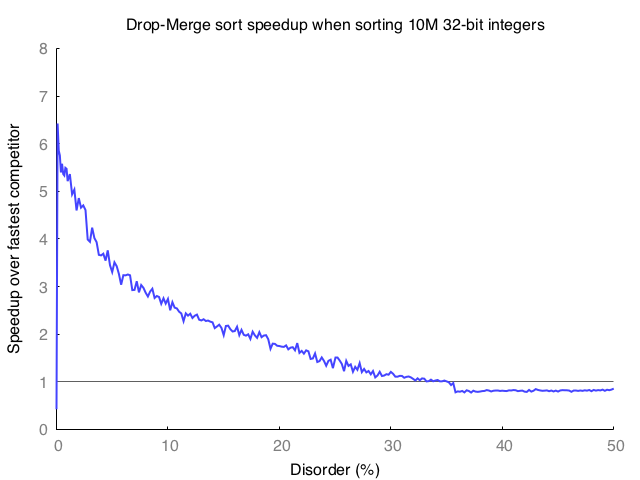 Drop-Merge sort speedup when sorting 10M 32-bit integers
8
7
6
5
4
3
2
1
0
Speedup over fastest competitor
0 10 20 30 40 50
Disorder (%)